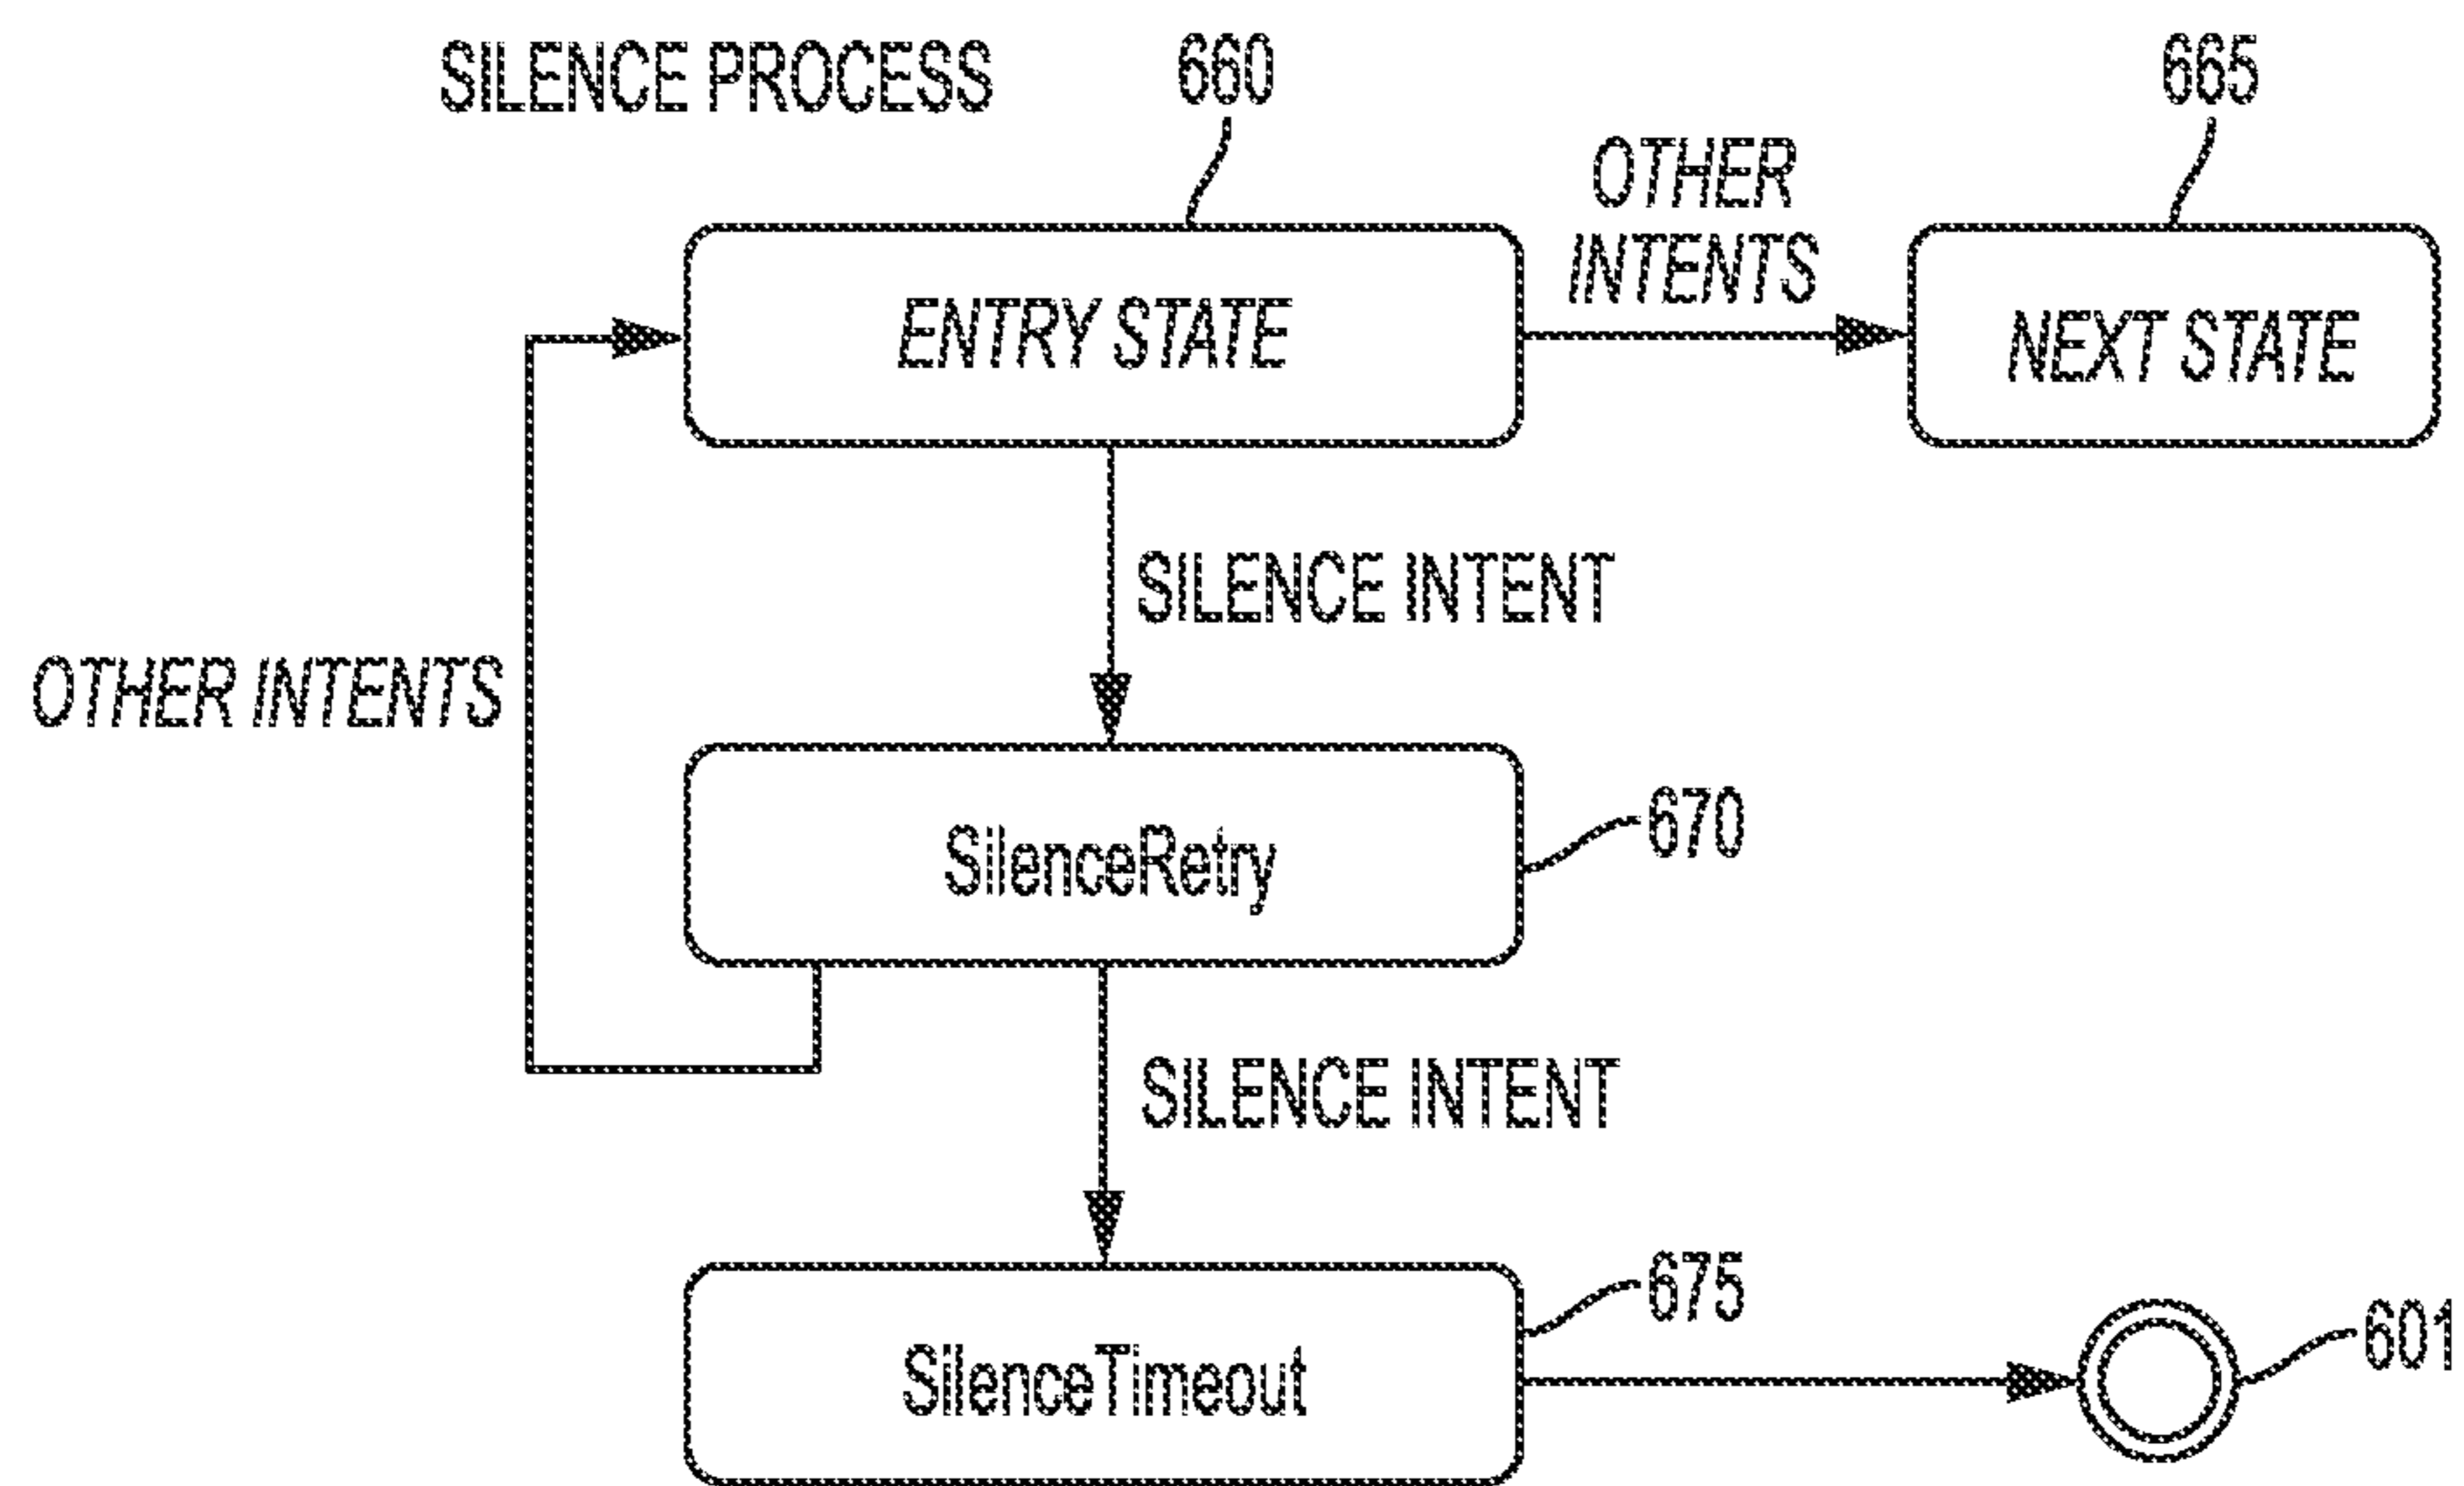 SILENCE PROCESS
660
665
OTHER
INTENTS
ENTRY STATE
NEXT STATE
SILENCE INTENT
OTHER INTENTS
SilenceRetry
670
SILENCE INTENT
675
SilenceTimeout
601